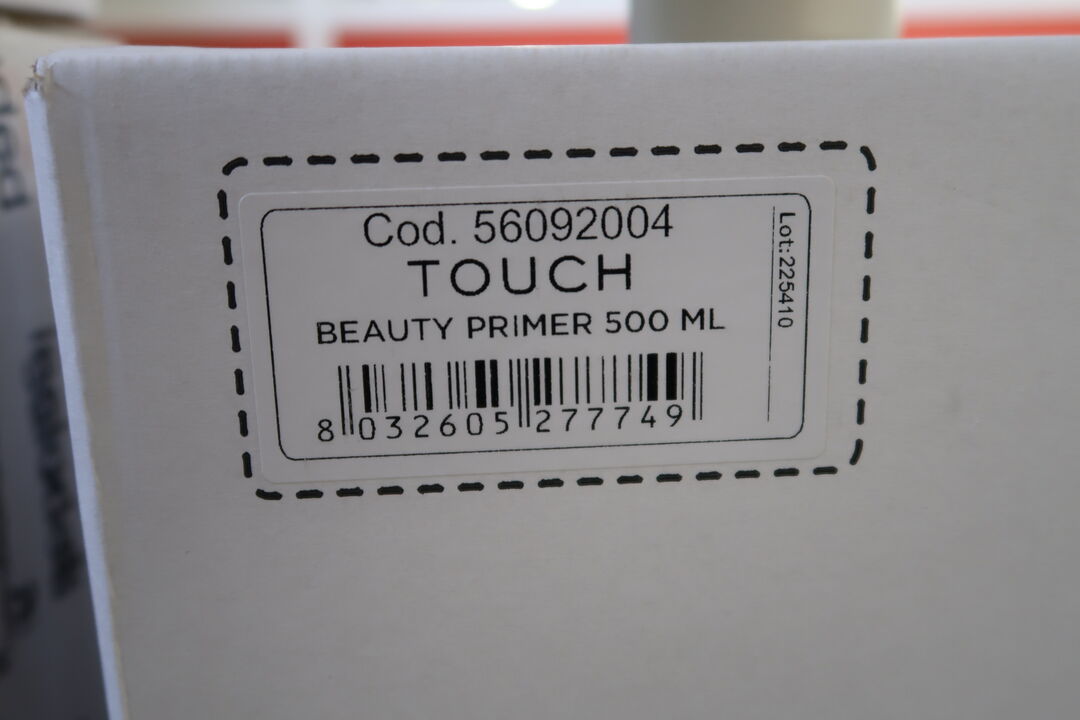 Cod. 56092004
TOUCH
BEAUTY PRIMER 500 ML
8 032605 277749
Lot: 225410